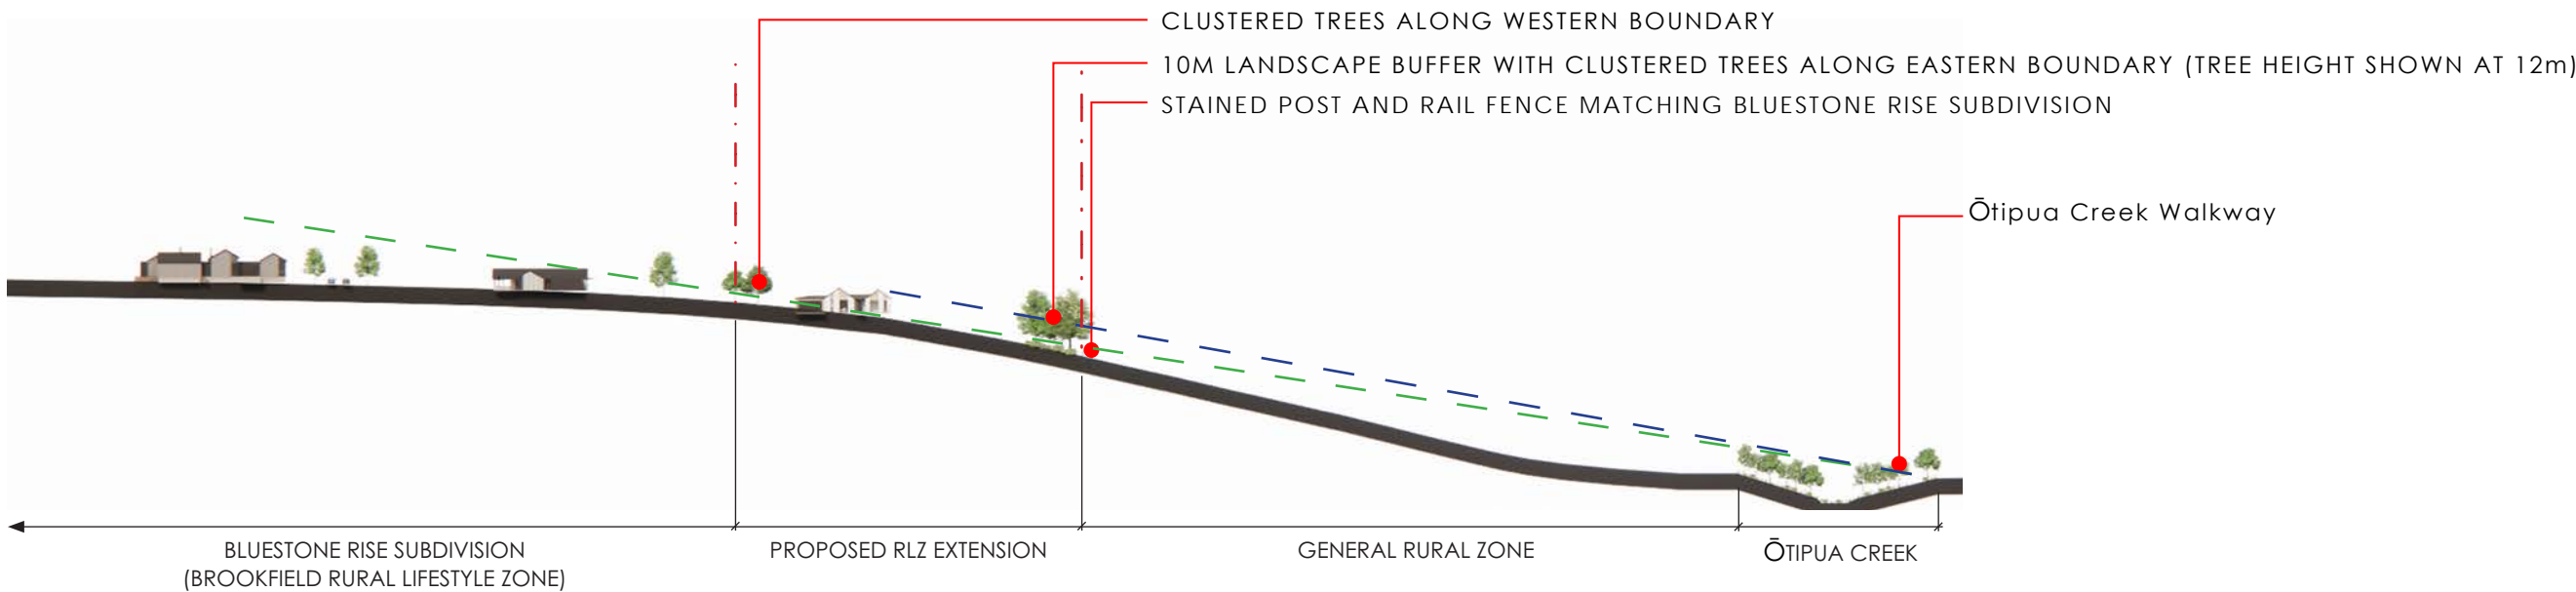 CLUSTERED TREES ALONG WESTERN BOUNDARY
10M LANDSCAPE BUFFER WITH CLUSTERED TREES ALONG EASTERN BOUNDARY (TREE HEIGHT SHOWN AT 12m)
STAINED POST AND RAIL FENCE MATCHING BLUESTONE RISE SUBDIVISION
Ōtipua Creek Walkway
BLUESTONE RISE SUBDIVISION
(BROOKFIELD RURAL LIFESTYLE ZONE)
PROPOSED RLZ EXTENSION
GENERAL RURAL ZONE
ŌTIPUA CREEK